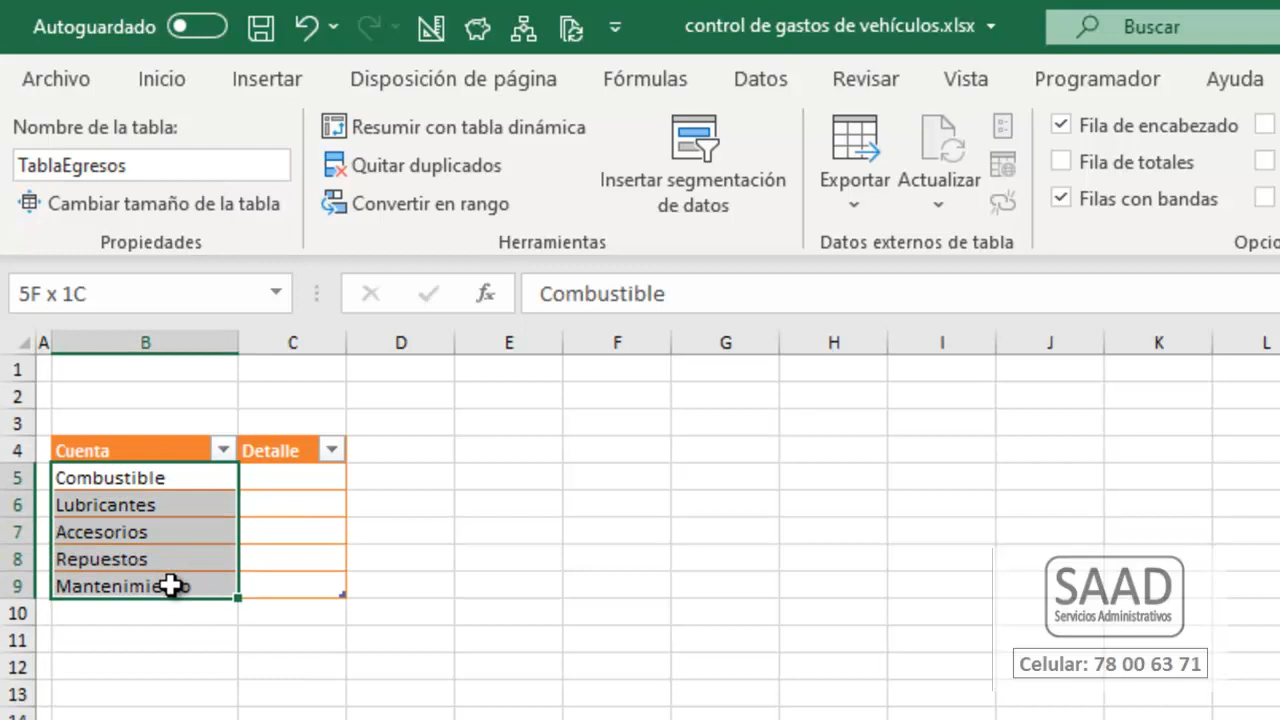 Autoguardado
control de gastos de vehículos.xlsx
Buscar
Archivo Inicio Insertar Disposición de página Fórmulas Datos Revisar Vista Programador Ayuda
Nombre de la tabla:
TablaEgresos
Cambiar tamaño de la tabla
Propiedades
Resumir con tabla dinámica
Quitar duplicados
Convertir en rango
Insertar segmentación
de datos
Herramientas
Exportar
Actualizar
Datos externos de tabla
Fila de encabezado
Fila de totales
Filas con bandas
Opcio
5F x 1C
fx
Combustible
A B C D E F G H I J K L
1
2
3
4 Cuenta Detalle
5 Combustible
6 Lubricantes
7 Accesorios
8 Repuestos
9 Mantenimiento
10
11
12
13
14
SAAD
Servicios Administrativos
Celular: 78 00 63 71